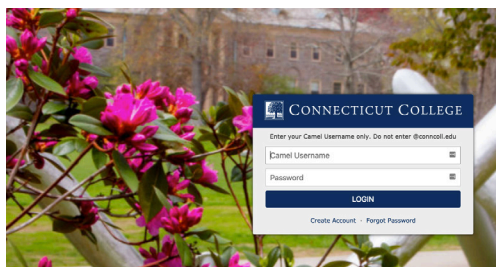 CONNECTICUT COLLEGE
Enter your Camel Username only. Do not enter @conncoll.edu
Camel Username
Password
LOGIN
Create Account - Forgot Password